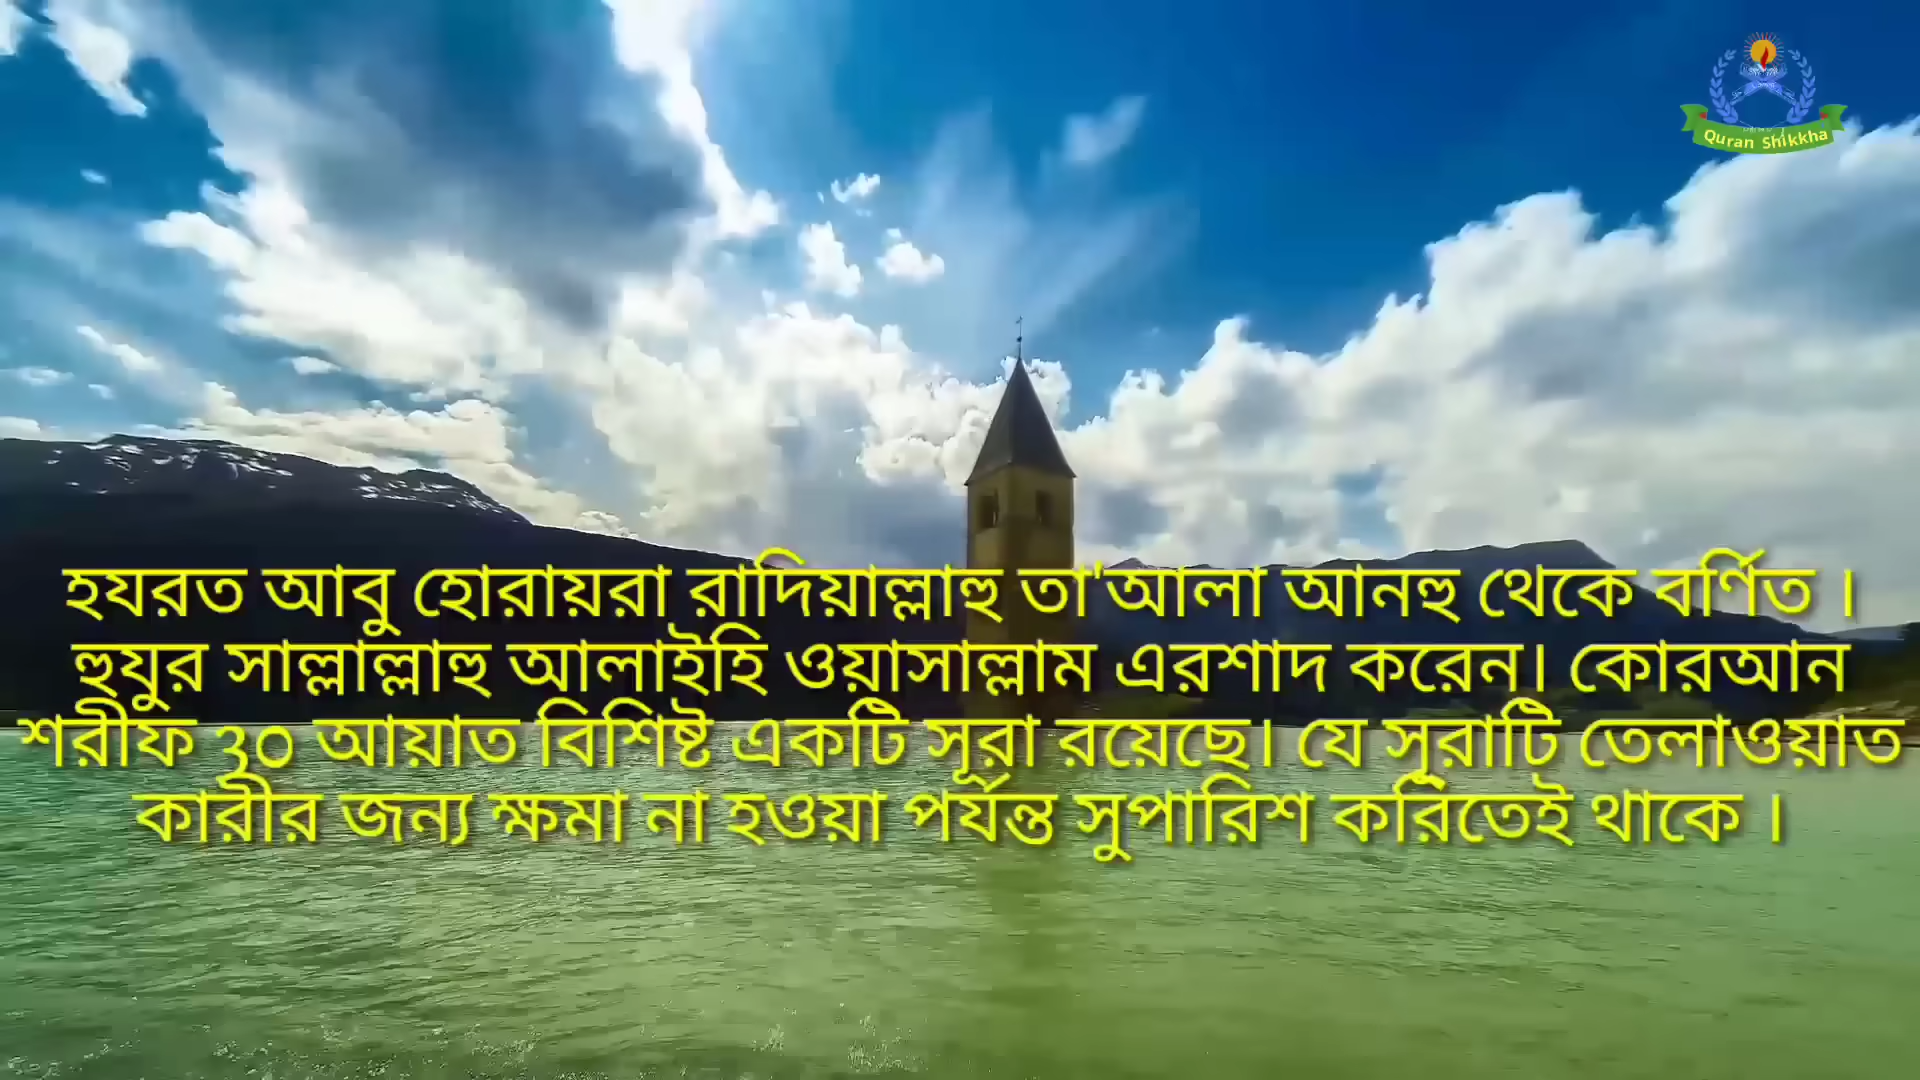 Quran Shikkha
হযরত আবু হোরায়রা রাদিয়াল্লাহু তা'আলা আনহু থেকে বর্ণিত ।
হুযুর সাল্লাল্লাহু আলাইহি ওয়াসাল্লাম এরশাদ করেন। কোরআন
শরীফ 30 আয়াত বিশিষ্ট একটি সূরা রয়েছে। যে সূরাটি তেলাওয়াত
কারীর জন্য ক্ষমা না হওয়া পর্যন্ত সুপারিশ করিতেই থাকে ।